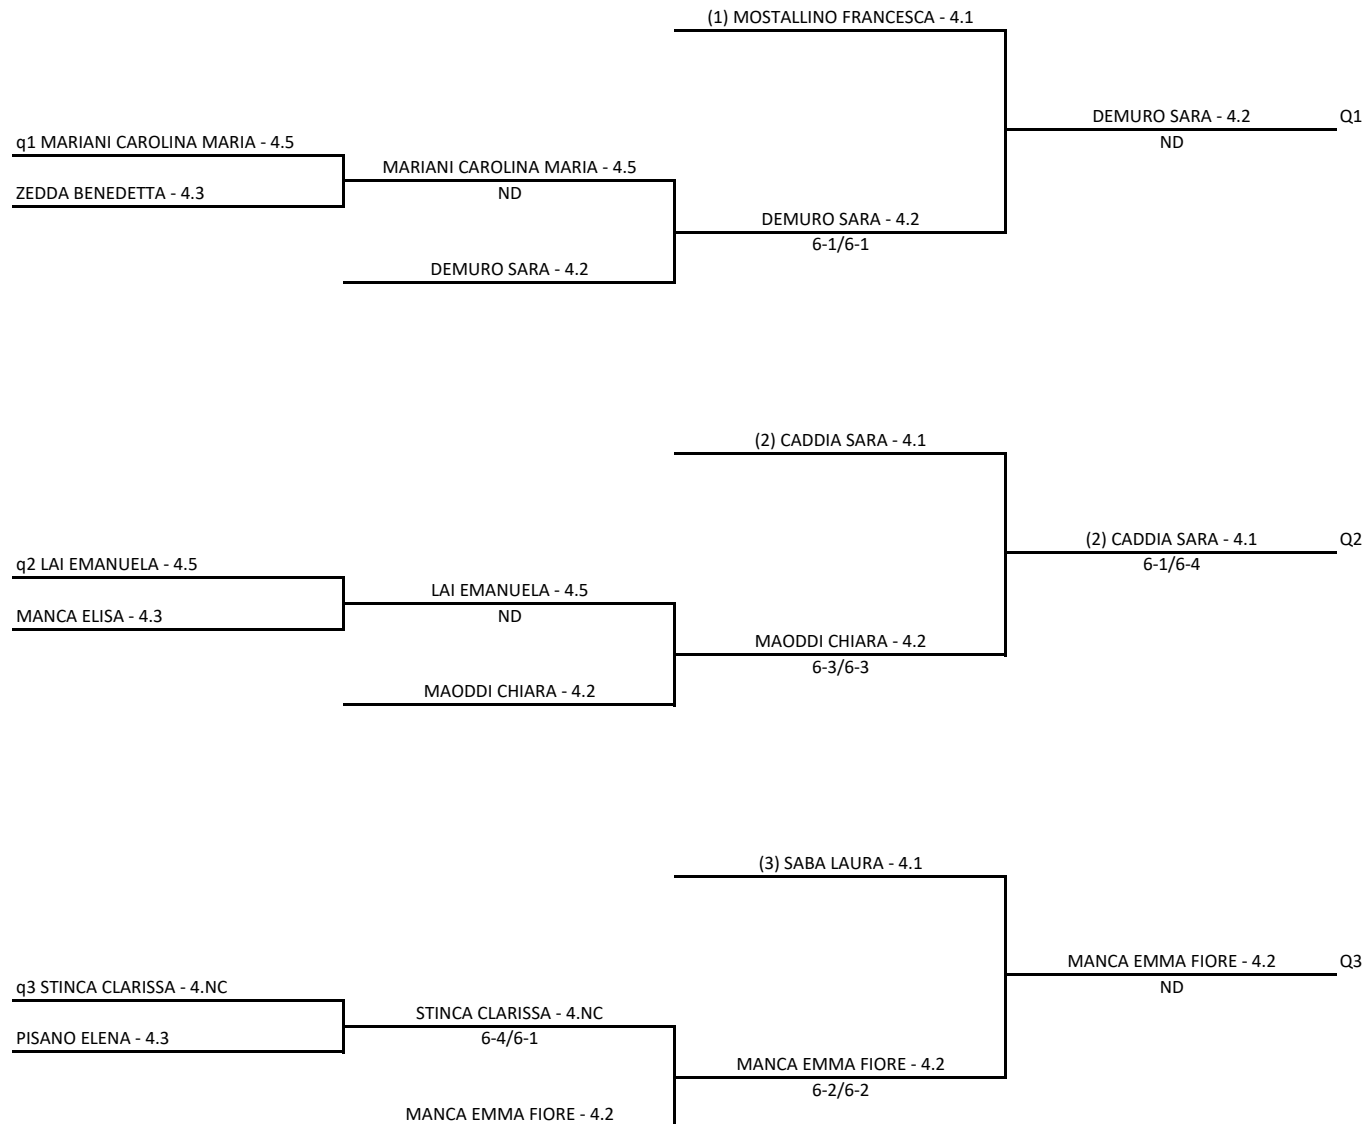 (1) MOSTALLINO FRANCESCA - 4.1
DEMURO SARA - 4.2 Q1
ND
q1 MARIANI CAROLINA MARIA - 4.5
MARIANI CAROLINA MARIA - 4.5
ZEDDA BENEDETTA - 4.3
ND
DEMURO SARA - 4.2
6-1/6-1
DEMURO SARA - 4.2
(2) CADDIA SARA - 4.1
(2) CADDIA SARA - 4.1 Q2
6-1/6-4
q2 LAI EMANUELA - 4.5
LAI EMANUELA - 4.5
MANCA ELISA - 4.3
ND
MAODDI CHIARA - 4.2
6-3/6-3
MAODDI CHIARA - 4.2
(3) SABA LAURA - 4.1
MANCA EMMA FIORE - 4.2 Q3
ND
q3 STINCA CLARISSA - 4.NC
STINCA CLARISSA - 4.NC
PISANO ELENA - 4.3
6-4/6-1
MANCA EMMA FIORE - 4.2
6-2/6-2
MANCA EMMA FIORE - 4.2